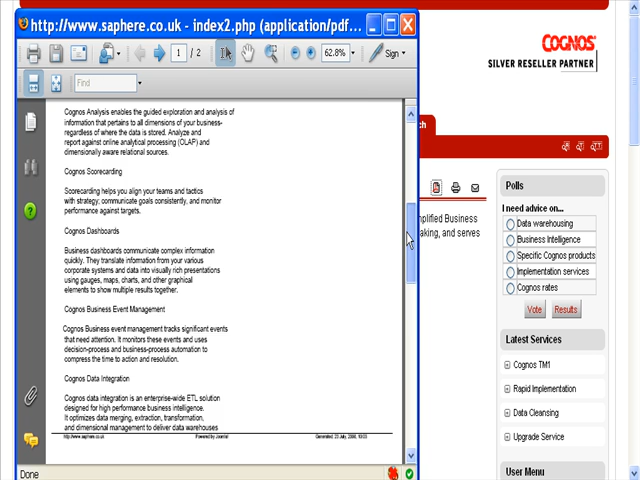 http://www.saphere.co.uk - index2.php (application/pdf...
1 / 2
62.8%
Sign
Find
Cognos Analysis enables the guided exploration and analysis of
information that pertains to all dimensions of your business-
regardless of where the data is stored. Analyze and
report against online analytical processing (OLAP) and
dimensionally aware relational sources.
Cognos Scorecarding
Scorecarding helps you align your teams and tactics
with strategy, communicate goals consistently, and monitor
performance against targets.
Cognos Dashboards
Business dashboards communicate complex information
quickly. They translate information from your various
corporate systems and data into visually rich presentations
using gauges, maps, charts, and other graphical
elements to show multiple results together.
Cognos Business Event Management
Cognos Business event management tracks significant events
that need attention. It monitors these events and uses
decision-process and business-process automation to
compress the time to action and resolution.
Cognos Data Integration
Cognos data integration is an enterprise-wide ETL solution
designed for high performance business intelligence.
It optimizes data merging, extraction, transformation,
and dimensional management to deliver data warehouses
http://www.saphere.co.uk Powered by Joomla!
Done
COGNOS
SILVER RESELLER PARTNER
ch
mplified Business
aking, and serves
Polls
I need advice on...
Data warehousing
Business Intelligence
Specific Cognos products
Implementation services
Cognos rates
Vote Results
Latest Services
Cognos TM1
Rapid Implementation
Data Cleansing
Upgrade Service
User Menu